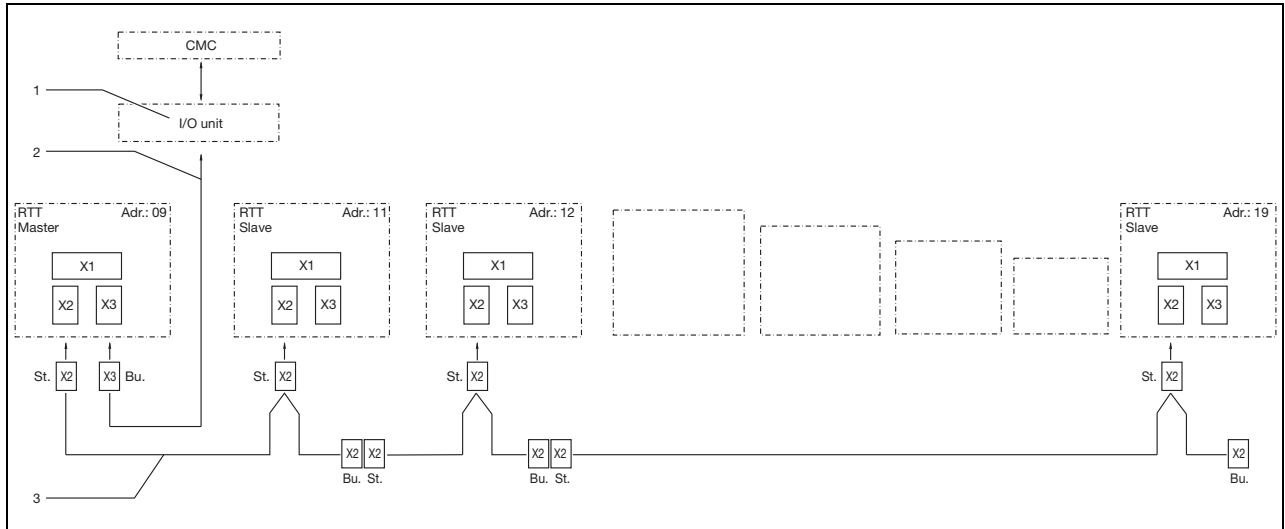 CMC
1
I/O unit
2
RTT Adr.: 09
Master
X1
X2 X3
RTT Adr.: 11
Slave
X1
X2 X3
RTT Adr.: 12
Slave
X1
X2 X3
RTT Adr.: 19
Slave
X1
X2 X3
St. X2 X3 Bu.
St. X2
St. X2
St. X2
X2 X2
Bu. St.
X2 X2
Bu. St.
X2
Bu.
3